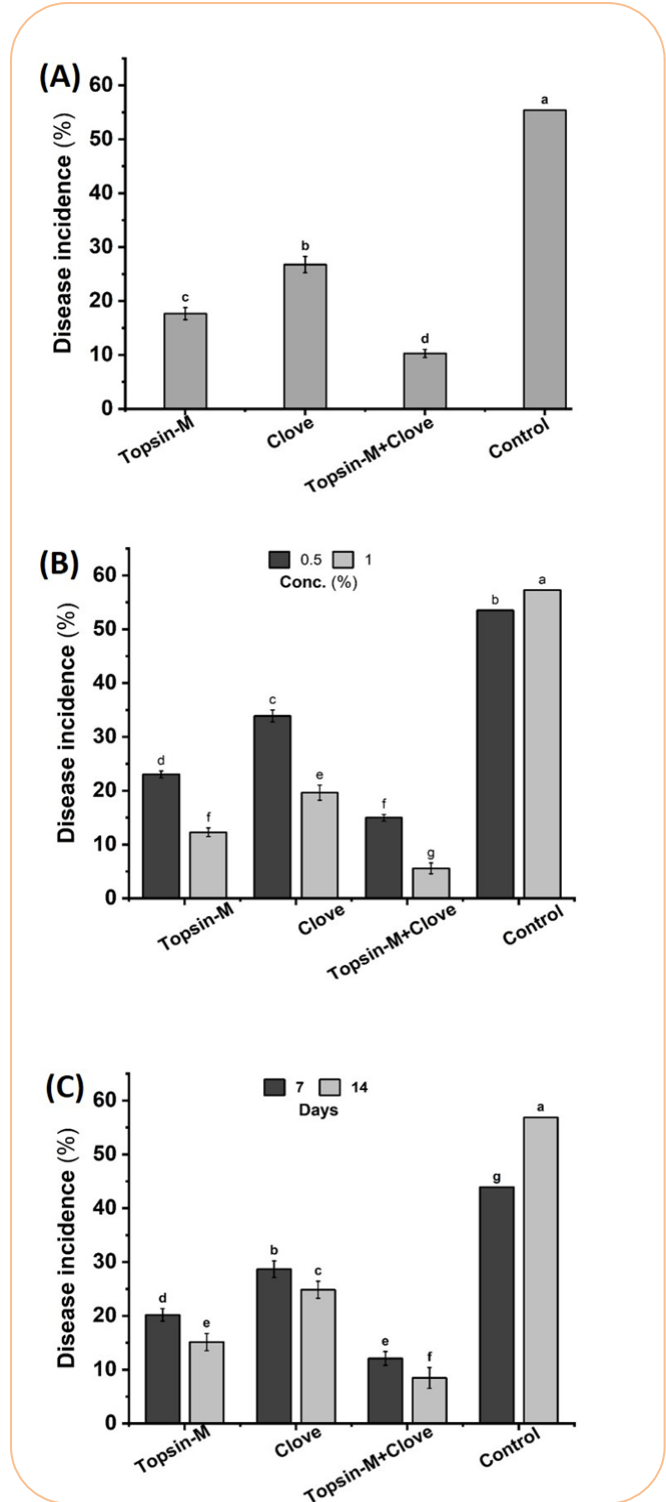 (A)
Disease incidence (%)
60
50
40
30
20
10
0
a
b
c
d
Topsin-M
Clove
Topsin-M+Clove
Control
(B)
0.5 1
Conc. (%)
Disease incidence (%)
60
50
40
30
20
10
0
d
f
c
e
f
g
b
a
Topsin-M
Clove
Topsin-M+Clove
Control
(C)
7 14
Days
Disease incidence (%)
60
50
40
30
20
10
0
d
e
b
c
e
f
g
a
Topsin-M
Clove
Topsin-M+Clove
Control